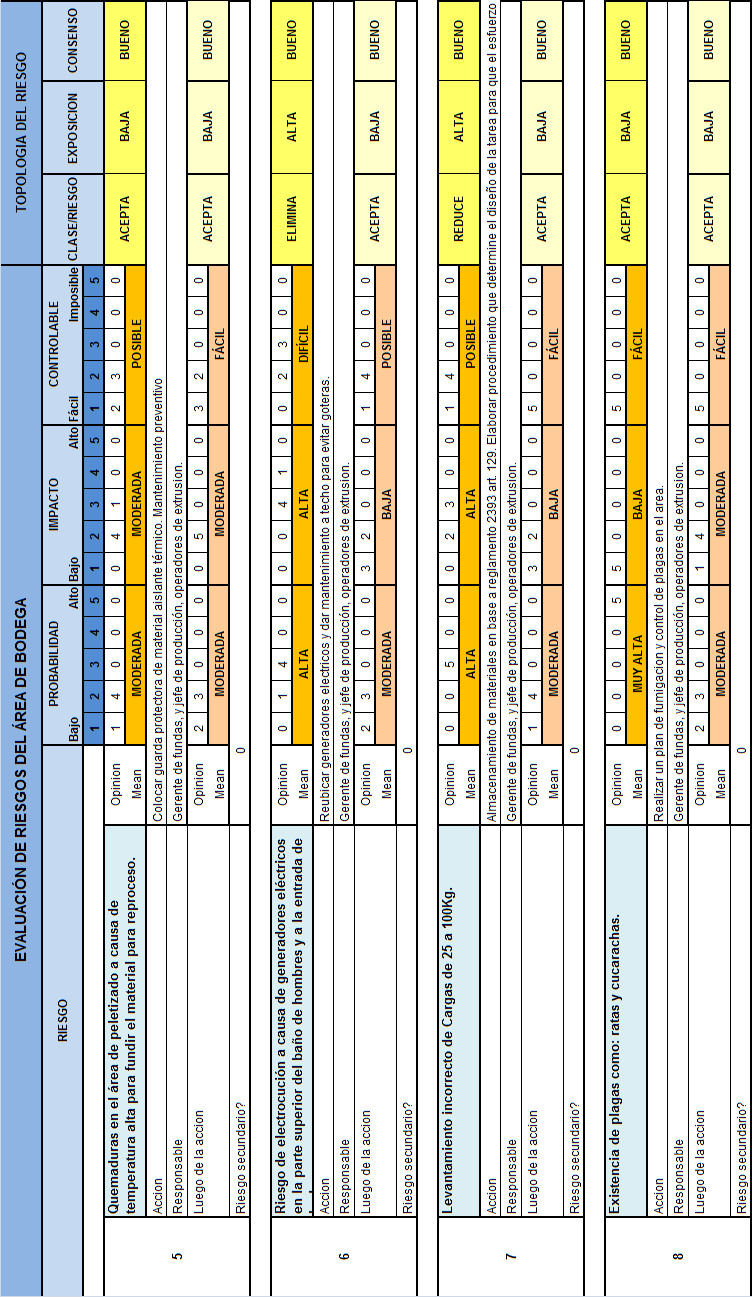 EVALUACIÓN DE RIESGOS DEL ÁREA DE BODEGA TOPOLOGIA DEL RIESGO
RIESGO PROBABILIDAD IMPACTO CONTROLABLE CLASE/RIESGO EXPOSICION CONSENSO
Bajo Alto Bajo Alto Fácil Imposible
1 2 3 4 5 1 2 3 4 5 1 2 3 4 5
5
Quemaduras en el área de peletizado a causa de
temperatura alta para fundir el material para reproceso.
Opinion 1 4 0 0 0 0 4 1 0 0 2 3 0 0 0 ACEPTA BAJA BUENO
Mean MODERADA MODERADA POSIBLE
Accion Colocar guarda protectora de material aislante térmico. Mantenimiento preventivo
Responsable Gerente de fundas, y jefe de producción, operadores de extrusion.
Luego de la accion Opinion 2 3 0 0 0 0 5 0 0 0 3 2 0 0 0 ACEPTA BAJA BUENO
Mean MODERADA MODERADA FÁCIL
Riesgo secundario? 0
6
Riesgo de electrocución a causa de generadores eléctricos
en la parte superior del baño de hombres y a la entrada de
Opinion 0 1 4 0 0 0 0 4 1 0 0 2 3 0 0 ELIMINA ALTA BUENO
Mean ALTA ALTA DIFÍCIL
Accion Reubicar generadores electricos y dar mantenimiento a techo para evitar goteras.
Responsable Gerente de fundas, y jefe de producción, operadores de extrusion.
Luego de la accion Opinion 2 3 0 0 0 3 2 0 0 0 1 4 0 0 0 ACEPTA BAJA BUENO
Mean MODERADA BAJA POSIBLE
Riesgo secundario? 0
7
Levantamiento incorrecto de Cargas de 25 a 100Kg.
Opinion 0 0 5 0 0 0 2 3 0 0 1 4 0 0 0 REDUCE ALTA BUENO
Mean ALTA ALTA POSIBLE
Accion Almacenamiento de materiales en base a reglamento 2393 art. 129. Elaborar procedimiento que determine el diseño de la tarea para que el esfuerzo
Responsable Gerente de fundas, y jefe de producción, operadores de extrusion.
Luego de la accion Opinion 1 4 0 0 0 3 2 0 0 0 5 0 0 0 0 ACEPTA BAJA BUENO
Mean MODERADA BAJA FÁCIL
Riesgo secundario? 0
8
Existencia de plagas como: ratas y cucarachas.
Opinion 0 0 0 0 5 5 0 0 0 0 5 0 0 0 0 ACEPTA BAJA BUENO
Mean MUY ALTA BAJA FÁCIL
Accion Realizar un plan de fumigacion y control de plagas en el area.
Responsable Gerente de fundas, y jefe de producción, operadores de extrusion.
Luego de la accion Opinion 2 3 0 0 0 1 4 0 0 0 5 0 0 0 0 ACEPTA BAJA BUENO
Mean MODERADA MODERADA FÁCIL
Riesgo secundario? 0